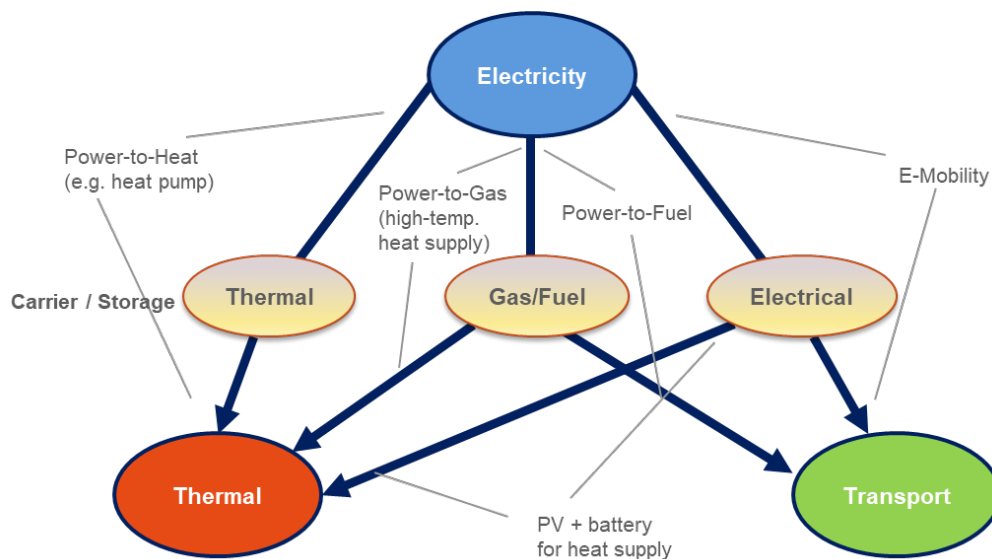 Electricity
Power-to-Heat
(e.g. heat pump)
Power-to-Gas
(high-temp.
heat supply)
Power-to-Fuel
E-Mobility
Carrier / Storage
Thermal
Gas/Fuel
Electrical
Thermal
Transport
PV + battery
for heat supply